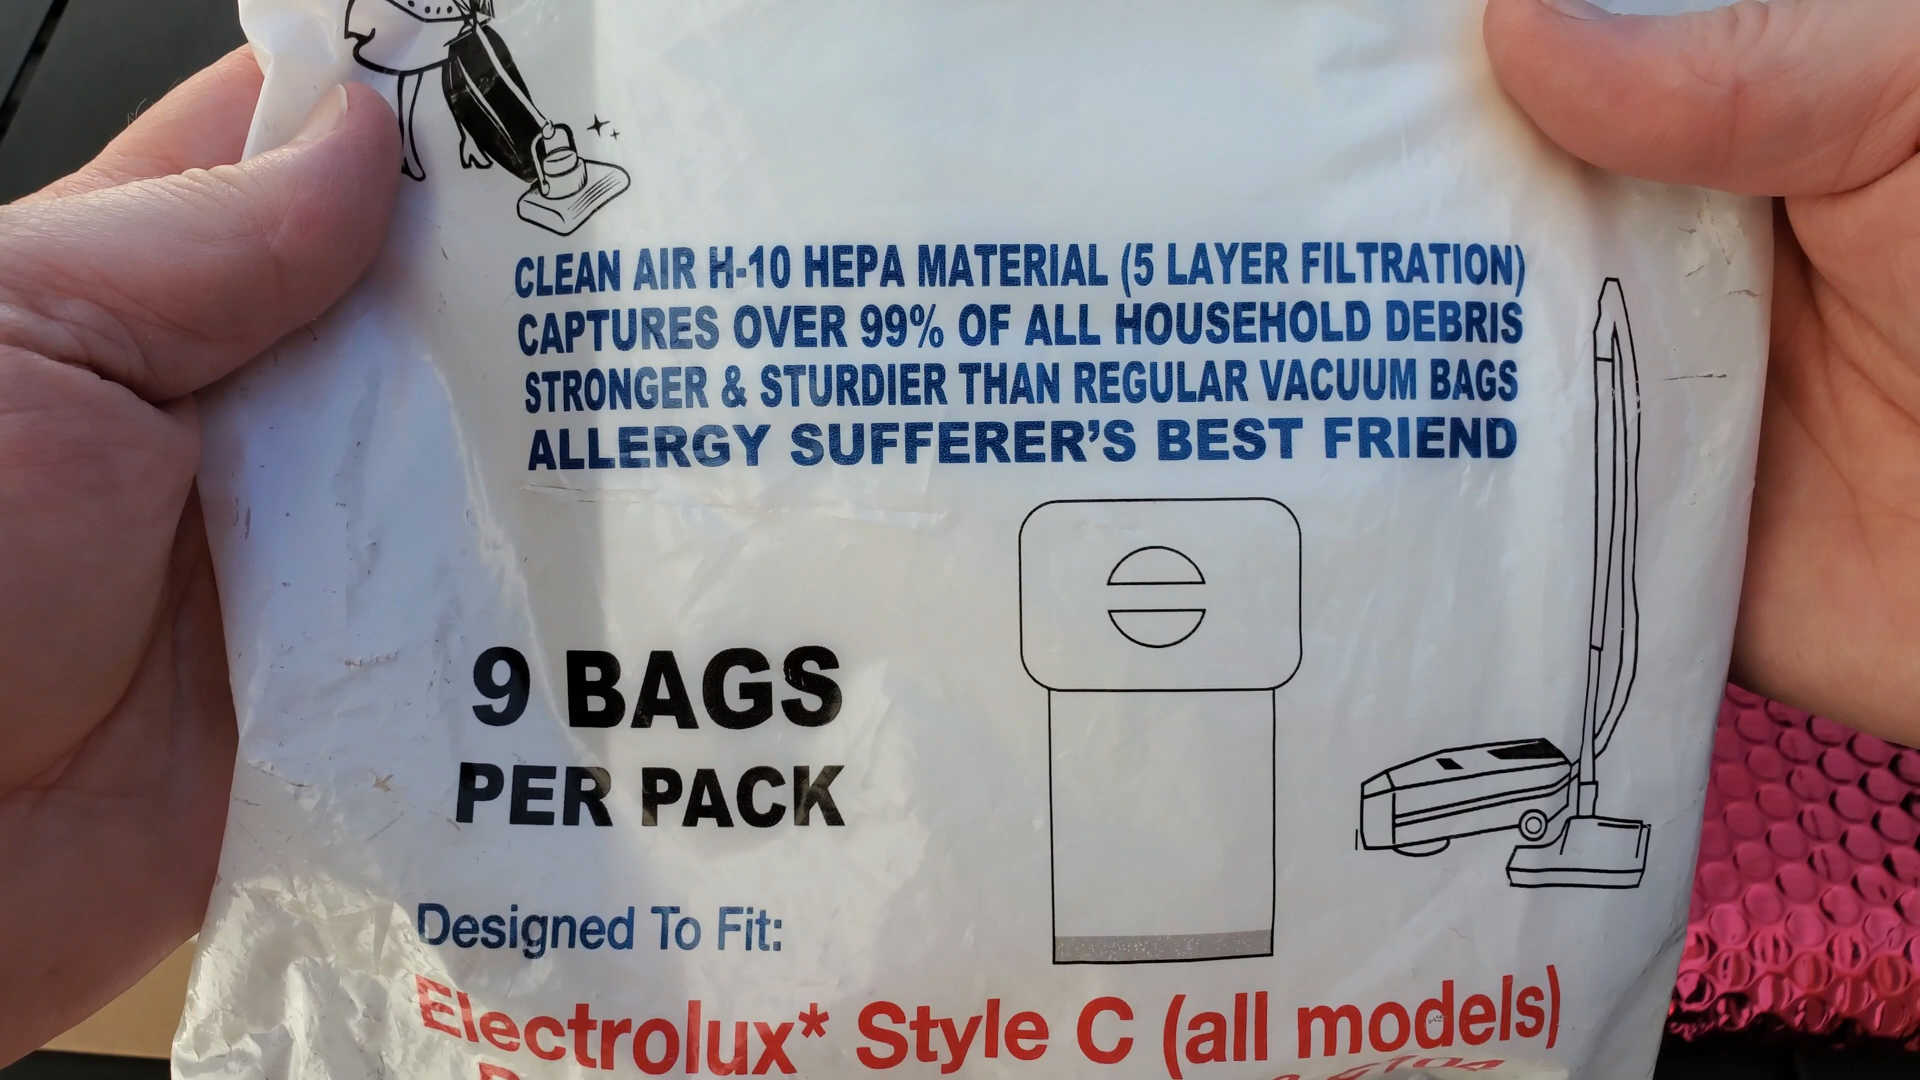 CLEAN AIR H-10 HEPA MATERIAL (5 LAYER FILTRATION)
CAPTURES OVER 99% OF ALL HOUSEHOLD DEBRIS
STRONGER & STURDIER THAN REGULAR VACUUM BAGS
ALLERGY SUFFERER'S BEST FRIEND
9 BAGS
PER PACK
Designed To Fit:
Electrolux* Style C (all models)